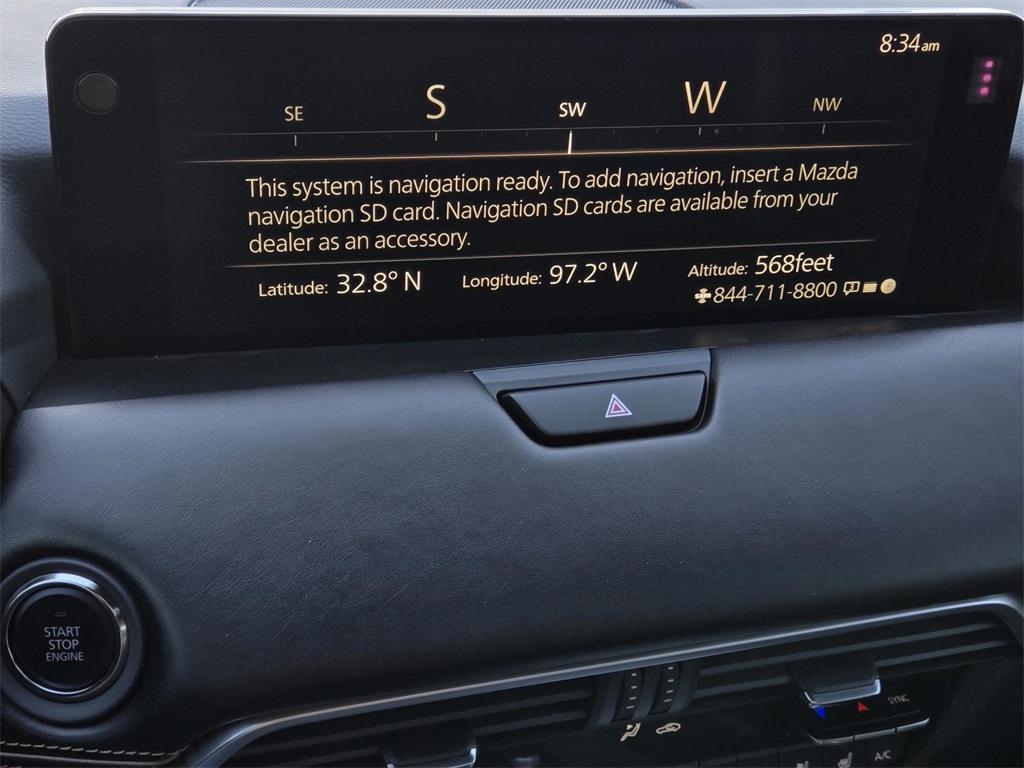 8:34am
SE S SW W NW
This system is navigation ready. To add navigation, insert a Mazda
navigation SD card. Navigation SD cards are available from your
dealer as an accessory.
Latitude: 32.8° N Longitude: 97.2° W Altitude: 568feet
844-711-8800 3
START
STOP
ENGINE
SYNC
A/C